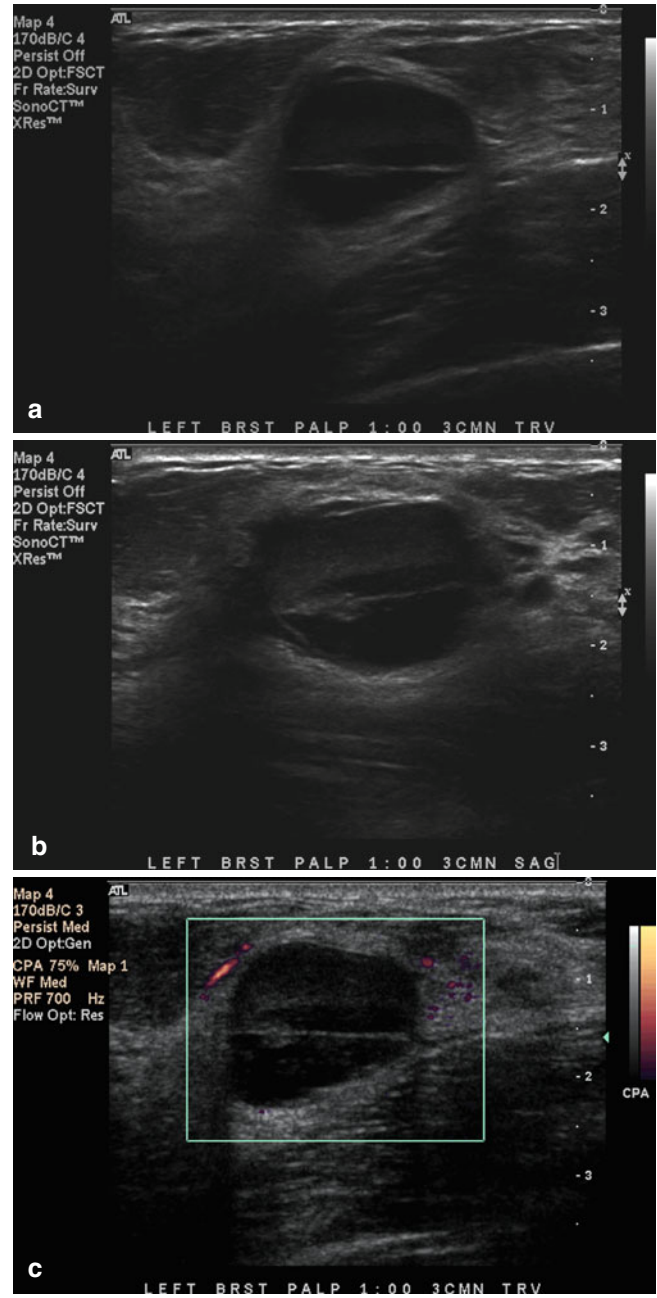 Map 4
170dB/C 4
Persist Off
2D Opt:FSCT
Fr Rate:Surv
SonoCT™
XRes™
ATL
0
- 1
x
- 2
- 3
a
LEFT BRST PALP 1:00 3CMN TRV
Map 4
170dB/C 4
Persist Off
2D Opt:FSCT
Fr Rate:Surv
SonoCT™
XRes™
ATL
0
- 1
x
- 2
- 3
b
LEFT BRST PALP 1:00 3CMN SAG
Map 4
170dB/C 3
Persist Med
2D Opt:Gen
CPA 75% Map 1
WF Med
PRF 700 Hz
Flow Opt: Res
ATL
0
- 1
- 2
CPA
- 3
c
LEFT BRST PALP 1:00 3CMN TRV